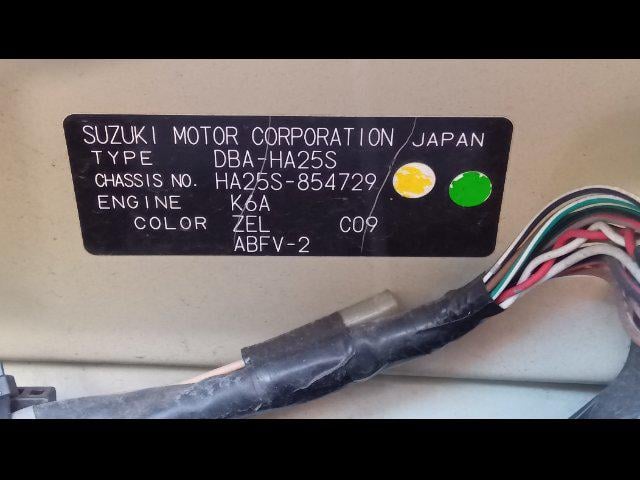 SUZUKI MOTOR CORPORATION JAPAN
TYPE DBA-HA25S
CHASSIS NO. HA25S-854729
ENGINE K6A
COLOR ZEL C09
ABFV-2